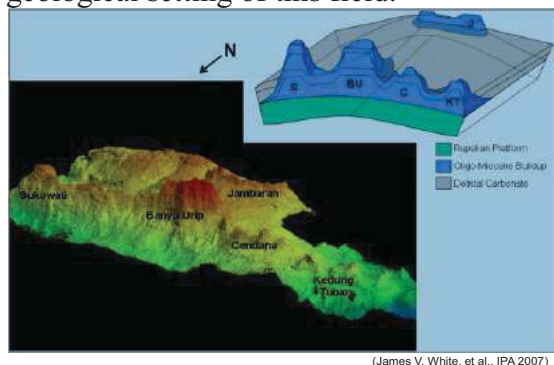 geological setting of this field.
N
J
S
BU
C
KT
Rupelian Platform
Oligo-Miocene Buildup
Detrital Carbonate
Sukowati
Jambaran
Banyu Urip
Cendana
Kedung
Tuban
(James V. White, et al., IPA 2007)